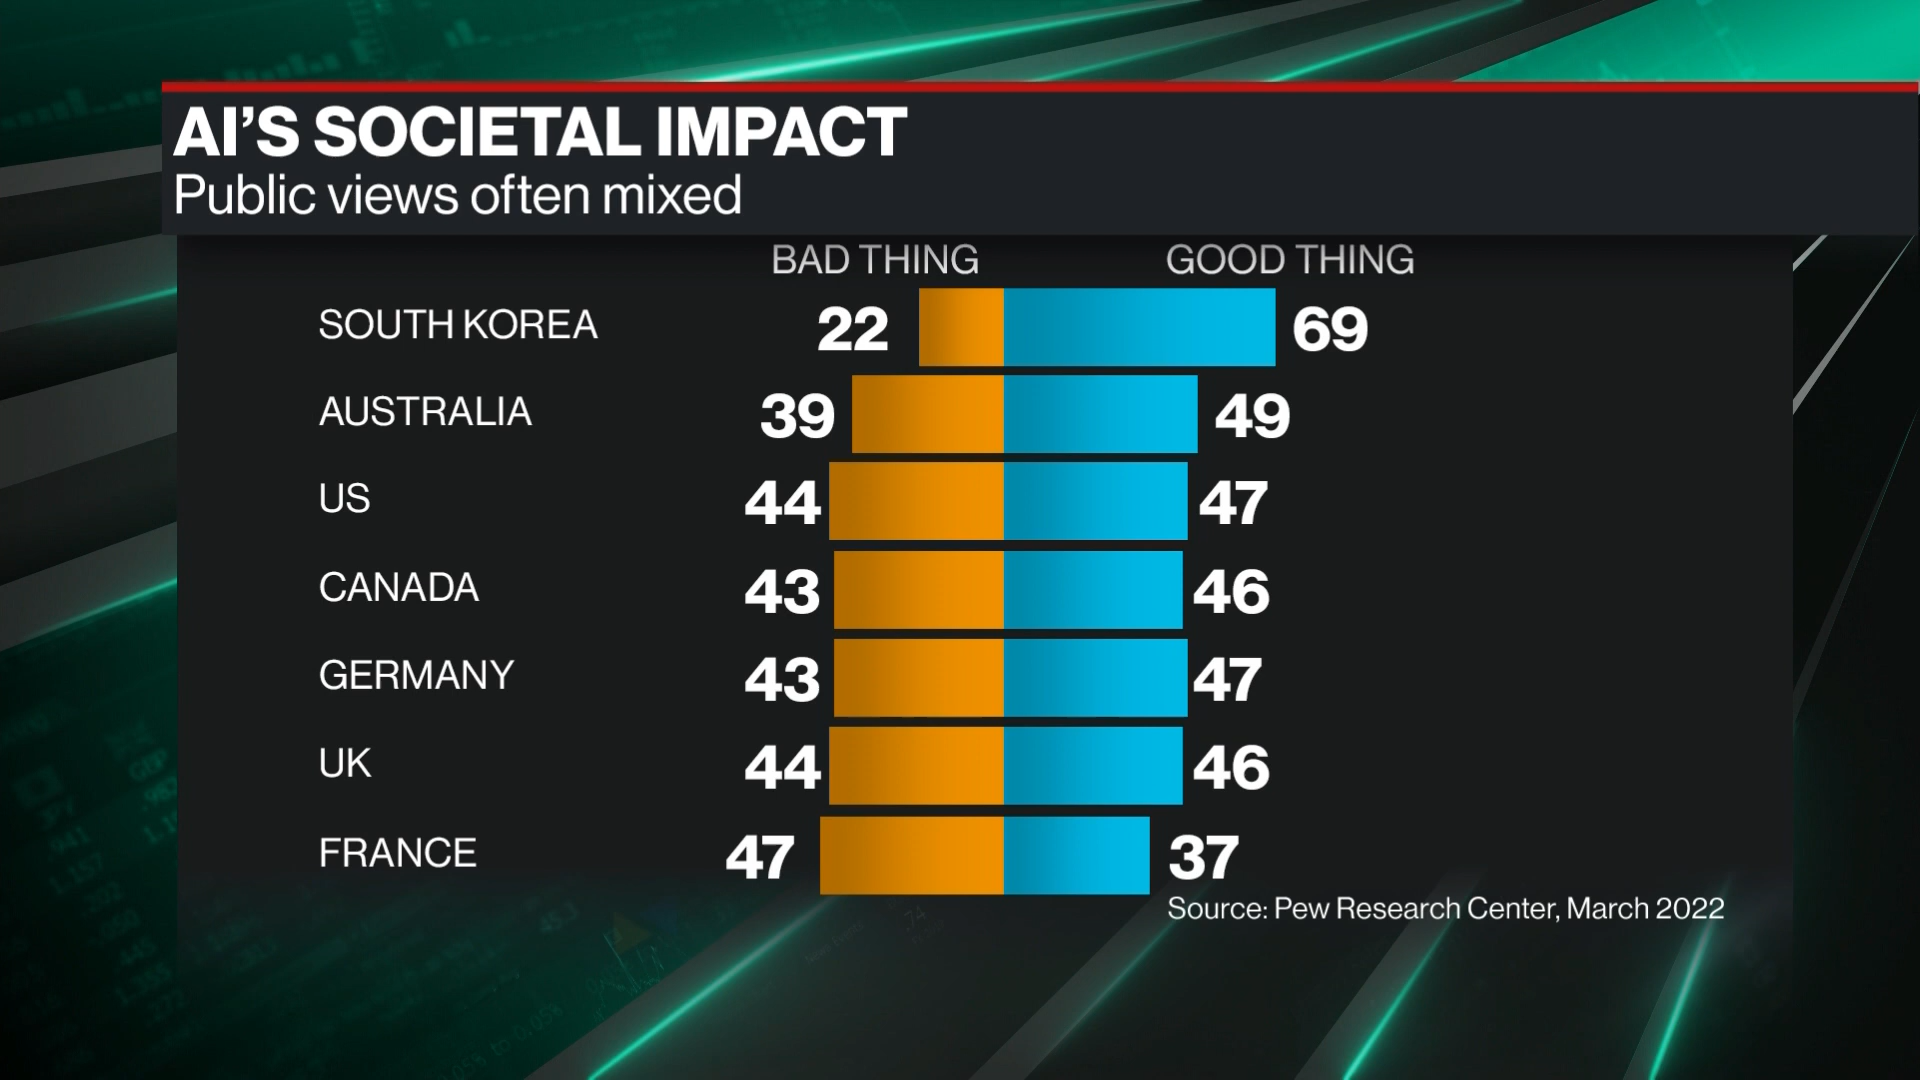 AI'S SOCIETAL IMPACT
Public views often mixed
BAD THING GOOD THING
SOUTH KOREA 22 69
AUSTRALIA 39 49
US 44 47
CANADA 43 46
GERMANY 43 47
UK 44 46
FRANCE 47 37
Source: Pew Research Center, March 2022